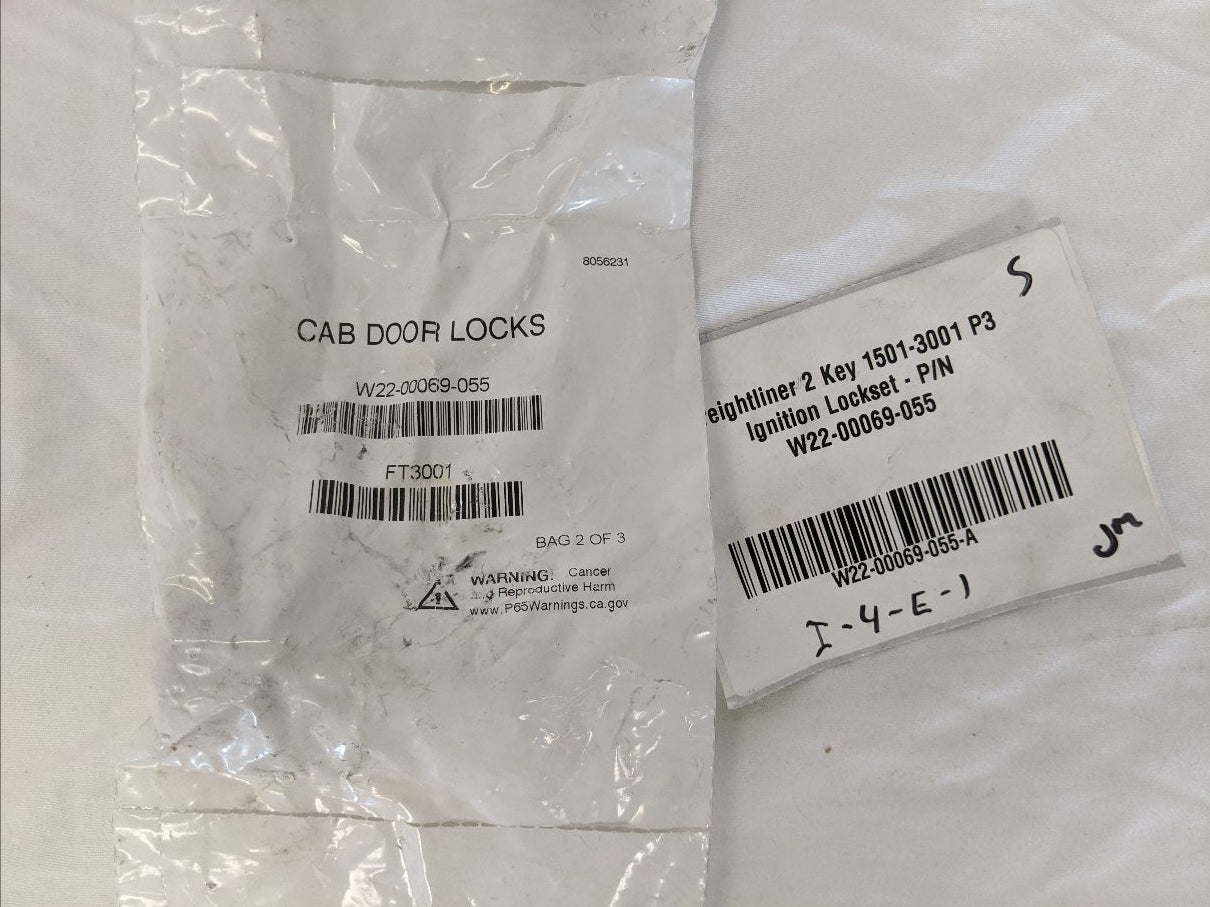 8056231
CAB DOOR LOCKS
W22-00069-055
FT3001
BAG 2 OF 3
WARNING: Cancer
and Reproductive Harm
www.P65Warnings.ca.gov
S
eightliner 2 Key 1501-3001 P3
Ignition Lockset - P/N
W22-00069-055
W22-00069-055-A
JM
I-4-E-1